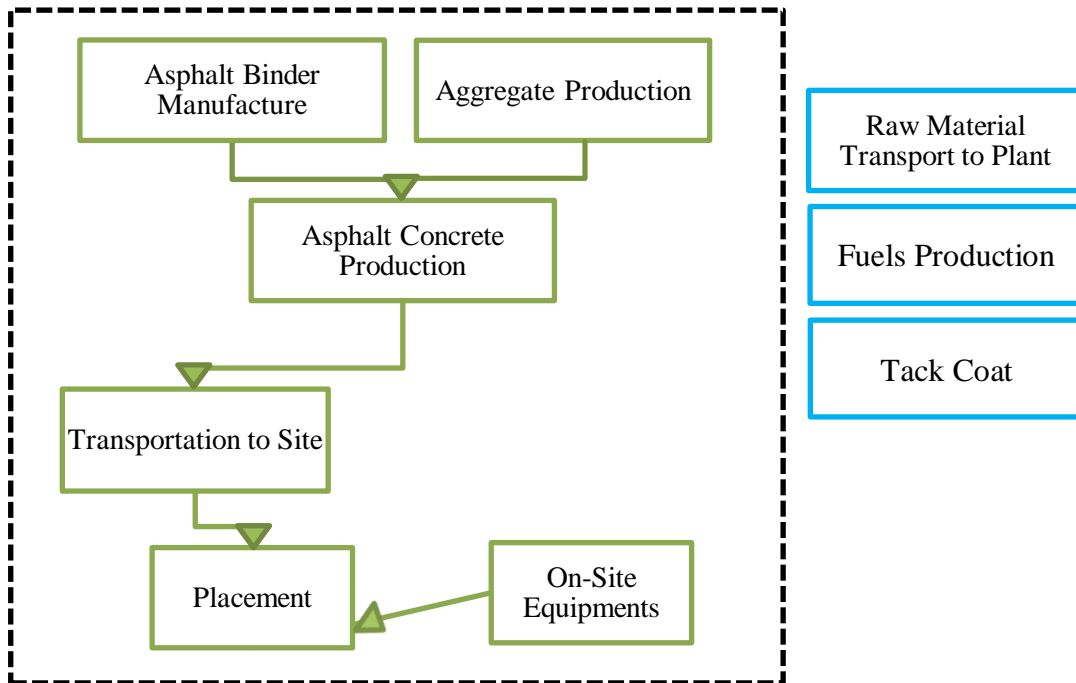 Asphalt Binder
Manufacture
Aggregate Production
Asphalt Concrete
Production
Transportation to Site
Placement
On-Site
Equipments
Raw Material
Transport to Plant
Fuels Production
Tack Coat